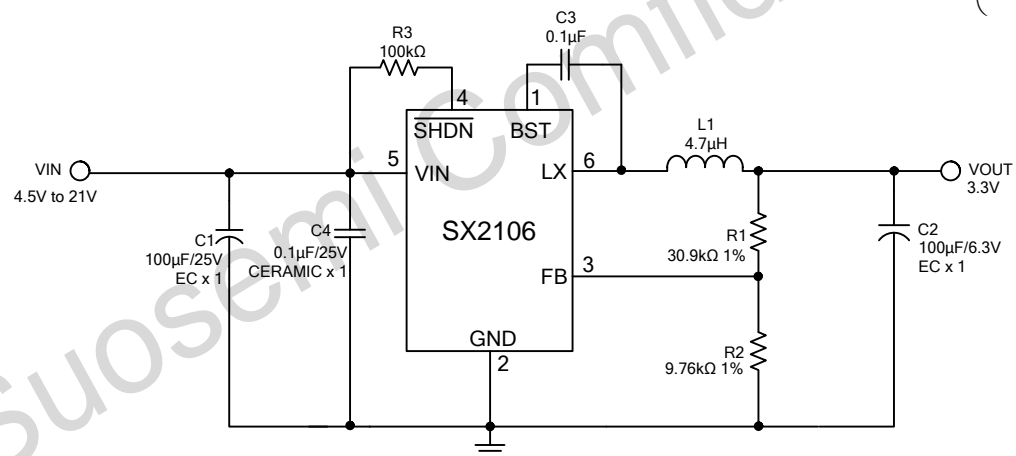 C3
0.1µF
R3
100kΩ
4
1
SHDN
BST
L1
4.7µH
VIN
4.5V to 21V
5
VIN
LX
6
VOUT
3.3V
SX2106
C1
100µF/25V
EC x 1
C4
0.1µF/25V
CERAMIC x 1
R1
30.9kΩ 1%
C2
100µF/6.3V
EC x 1
FB
3
GND
2
R2
9.76kΩ 1%
Suosemi